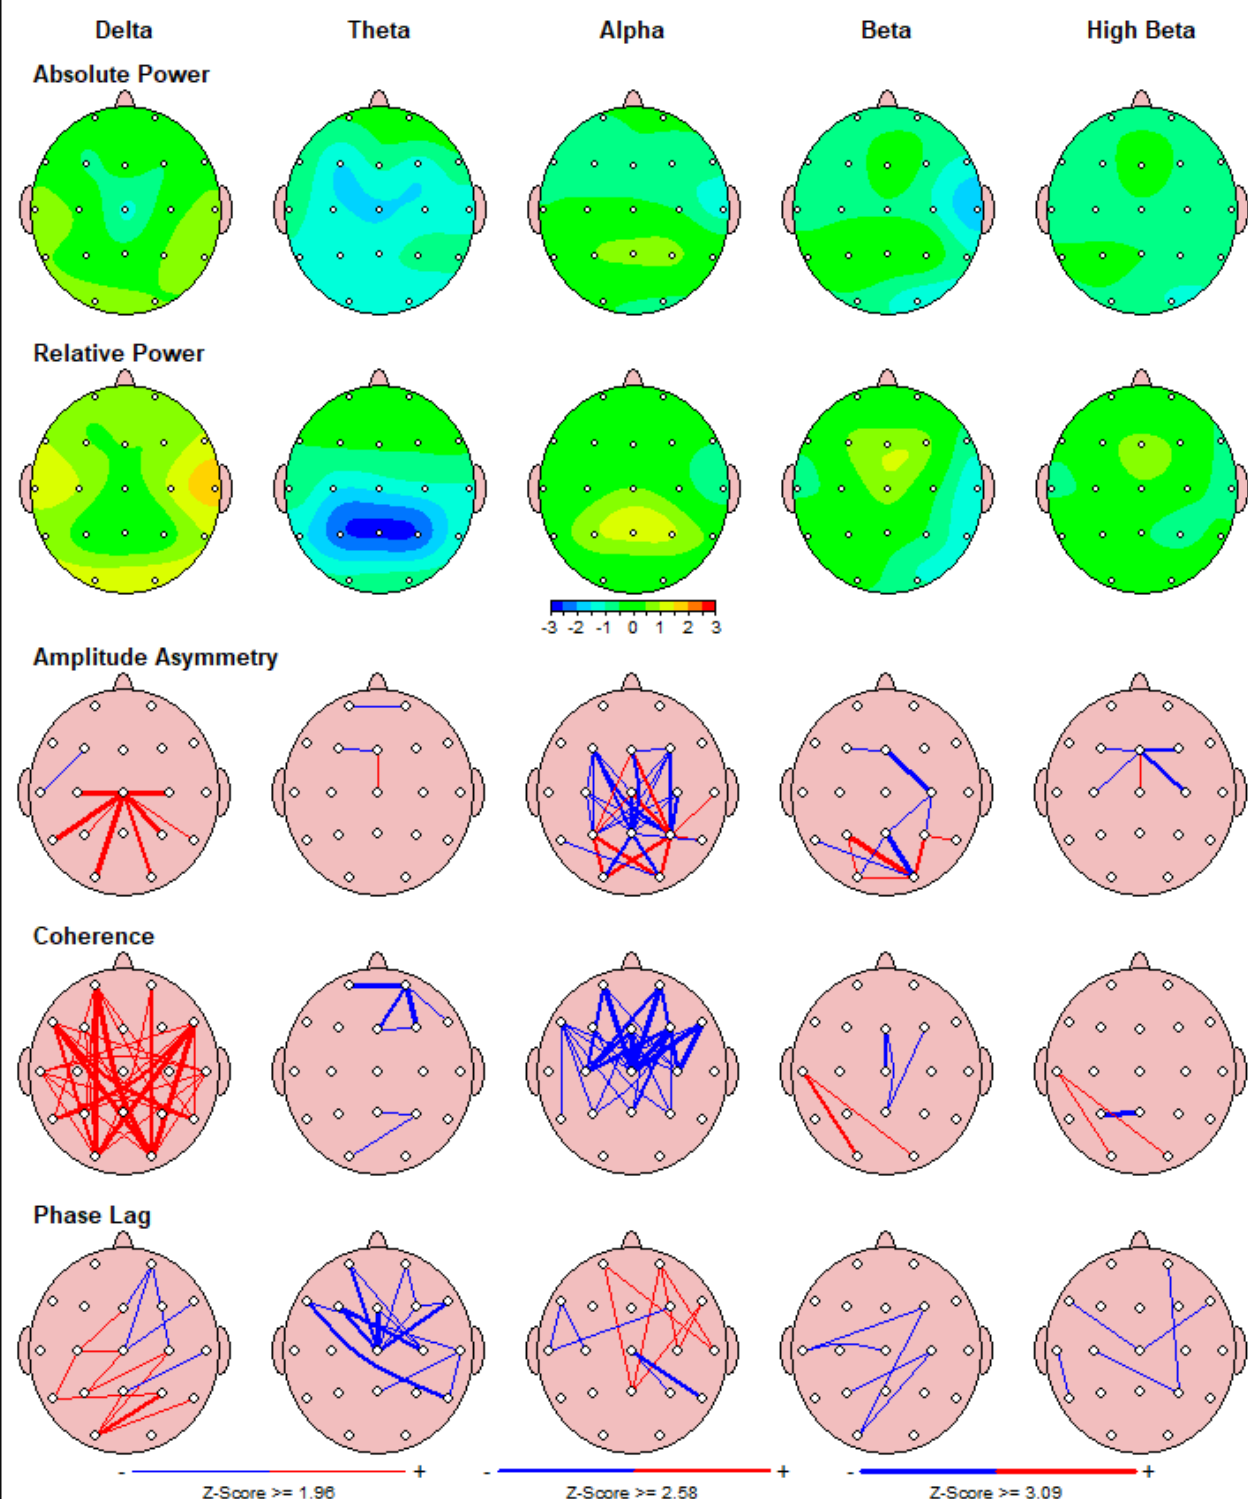 Delta Theta Alpha Beta High Beta
Absolute Power
Relative Power
-3 -2 -1 0 1 2 3
Amplitude Asymmetry
Coherence
Phase Lag
- + - + - +
Z-Score >= 1.96 Z-Score >= 2.58 Z-Score >= 3.09